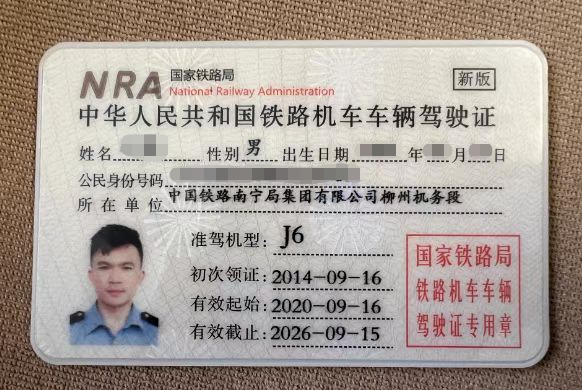 NRA 国家铁路局
National Railway Administration
新版
中华人民共和国铁路机车车辆驾驶证
姓名 性别 男 出生日期 年 月 日
公民身份号码
所在单位 中国铁路南宁局集团有限公司柳州机务段
准驾机型: J6
初次领证: 2014-09-16
有效起始: 2020-09-16
有效截止: 2026-09-15
国家铁路局
铁路机车车辆
驾驶证专用章